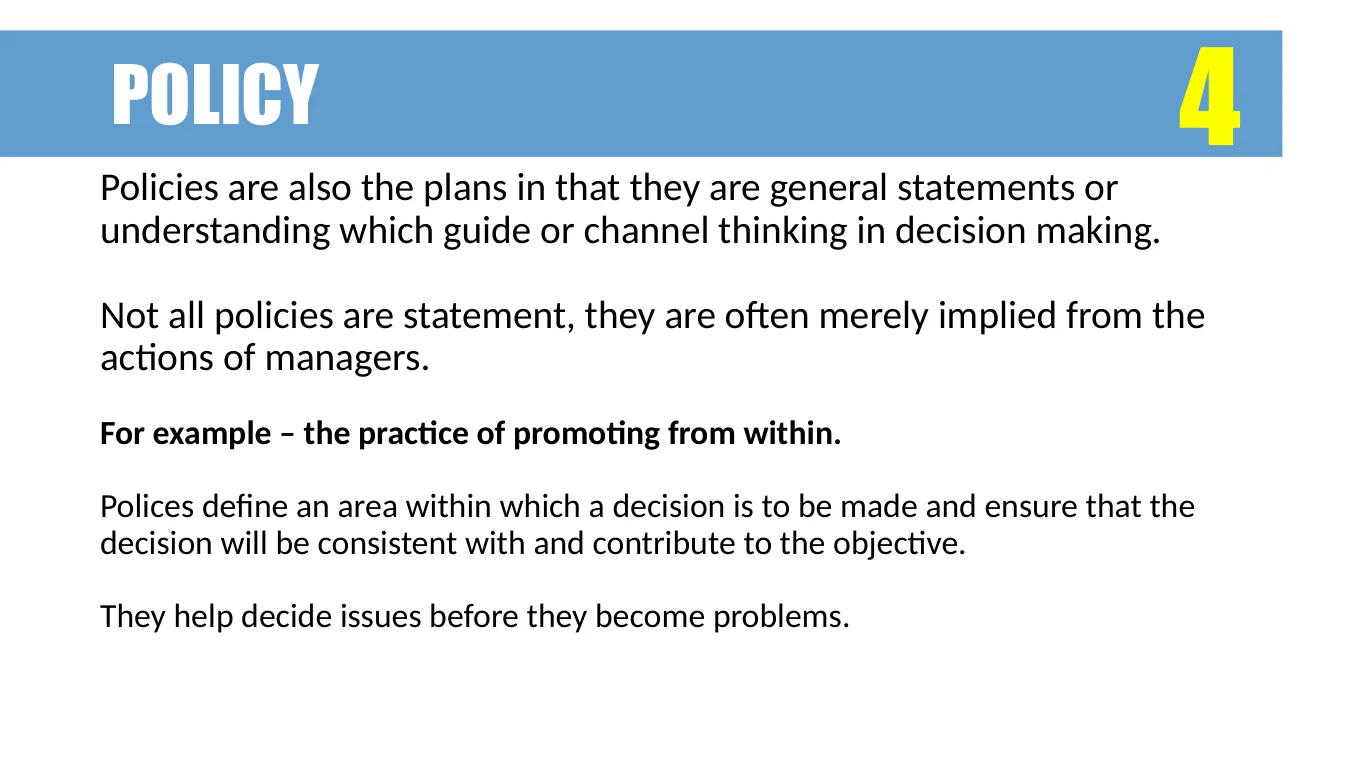 POLICY
4
Policies are also the plans in that they are general statements or
understanding which guide or channel thinking in decision making.
Not all policies are statement, they are often merely implied from the
actions of managers.
For example – the practice of promoting from within.
Polices define an area within which a decision is to be made and ensure that the
decision will be consistent with and contribute to the objective.
They help decide issues before they become problems.